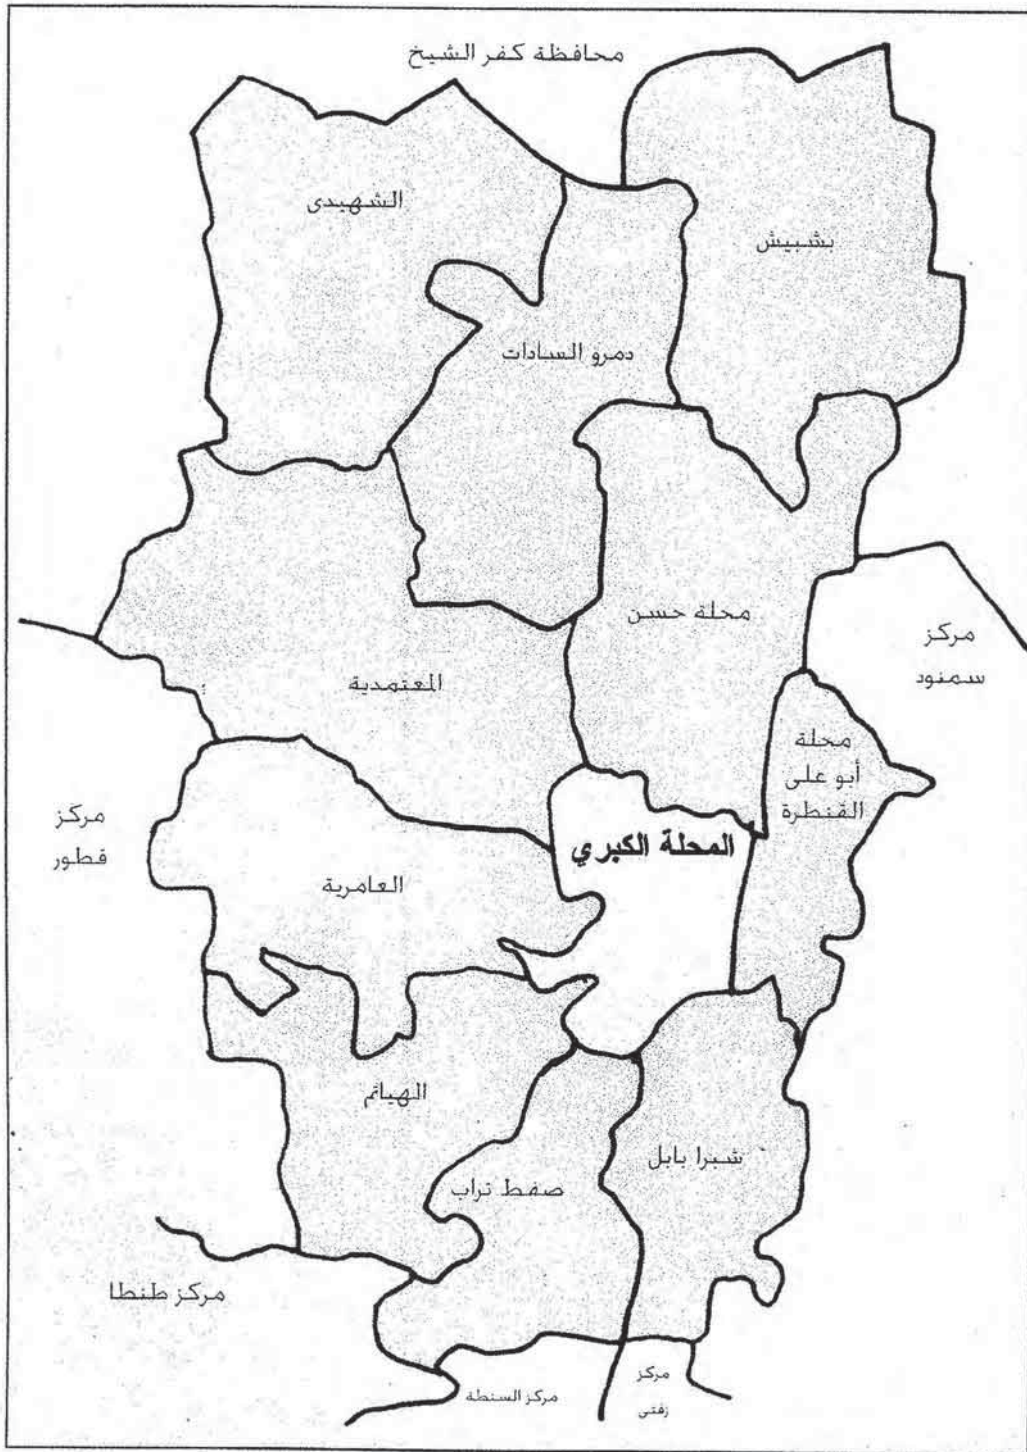 محافظة كفر الشيخ
الشهيدى
بشبيش
دمرو السادات
محلة حسن
مركز
سمنود
المعتمدية
محلة
أبو على
القنطرة
مركز
قطور
المحلة الكبري
العامرية
الهياتم
شبرا بابل
صفط تراب
مركز طنطا
مركز السنطة
مركز
زفتى